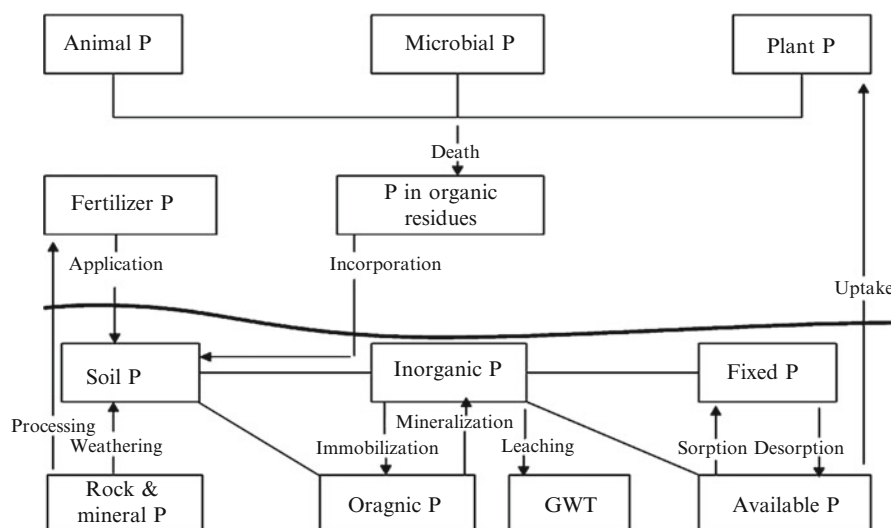 Animal P
Microbial P
Plant P
Death
Fertilizer P
P in organic
residues
Application
Incorporation
Uptake
Soil P
Inorganic P
Fixed P
Processing
Weathering
Immobilization
Mineralization
Leaching
Sorption
Desorption
Rock &
mineral P
Oragnic P
GWT
Available P